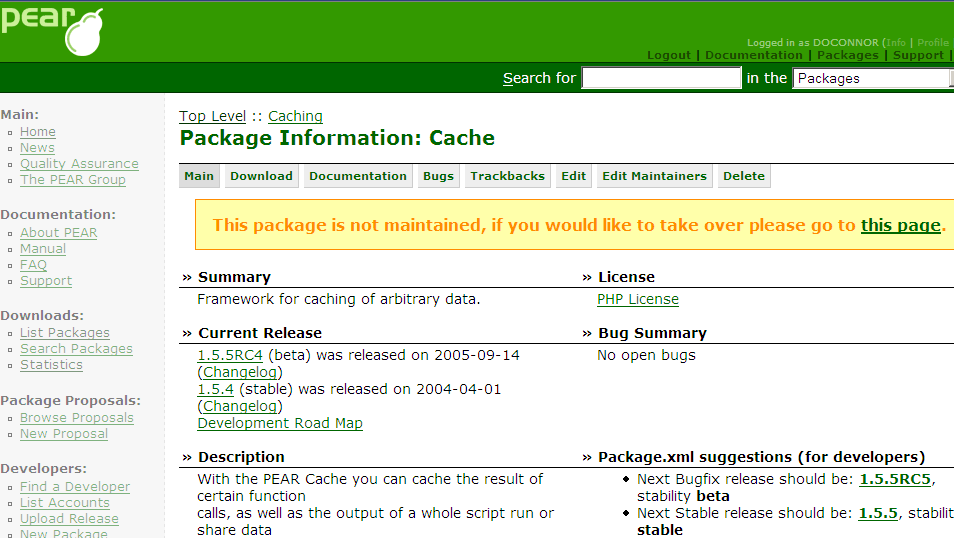 pear
Logged in as DOCONNOR (Info | Profile
Logout | Documentation | Packages | Support |
Search for in the Packages
Main:
Home
News
Quality Assurance
The PEAR Group
Documentation:
About PEAR
Manual
FAQ
Support
Downloads:
List Packages
Search Packages
Statistics
Package Proposals:
Browse Proposals
New Proposal
Developers:
Find a Developer
List Accounts
Upload Release
New Package
Top Level :: Caching
Package Information: Cache
Main Download Documentation Bugs Trackbacks Edit Edit Maintainers Delete
This package is not maintained, if you would like to take over please go to this page.
» Summary
Framework for caching of arbitrary data.
» License
PHP License
» Current Release
1.5.5RC4 (beta) was released on 2005-09-14
(Changelog)
1.5.4 (stable) was released on 2004-04-01
(Changelog)
Development Road Map
» Bug Summary
No open bugs
» Description
With the PEAR Cache you can cache the result of
certain function
calls, as well as the output of a whole script run or
share data
» Package.xml suggestions (for developers)
• Next Bugfix release should be: 1.5.5RC5,
stability beta
• Next Stable release should be: 1.5.5, stabilit
stable